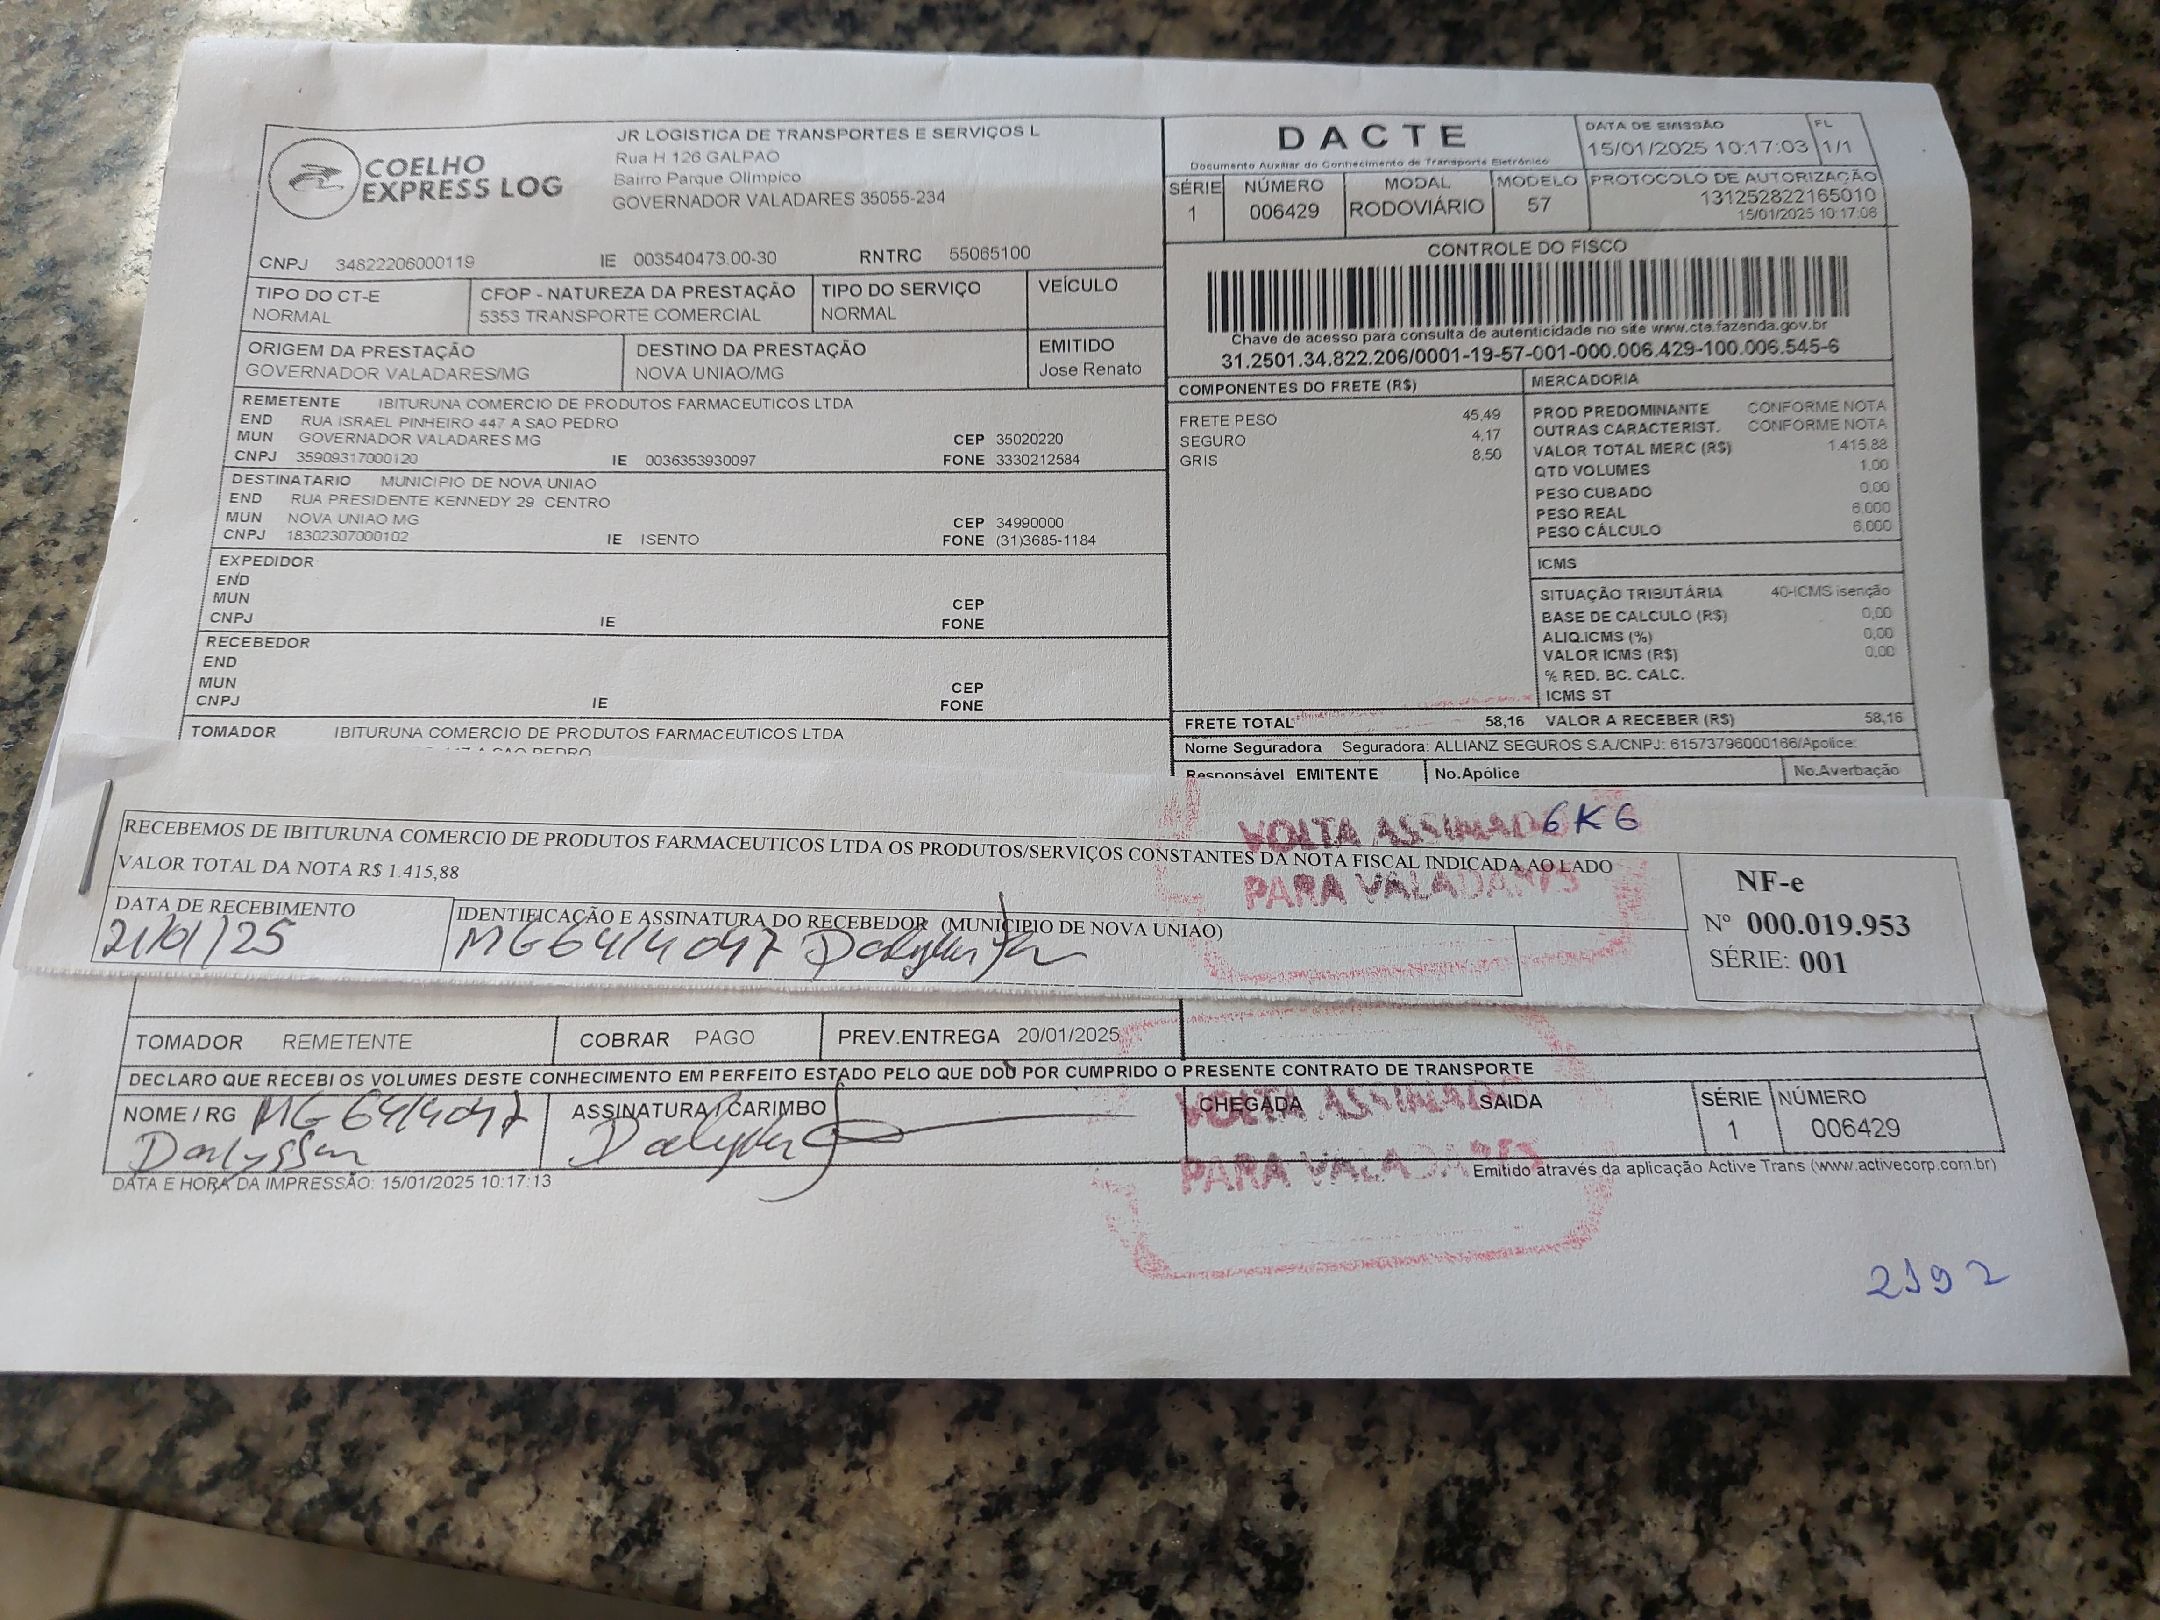 COELHO
EXPRESS LOG
JR LOGISTICA DE TRANSPORTES E SERVIÇOS L
Rua H 126 GALPAO
Bairro Parque Olímpico
GOVERNADOR VALADARES 35055-234
CNPJ 34822206000119 IE 003540473.00-30 RNTRC 55065100
DACTE
Documento Auxiliar do Conhecimento de Transporte Eletrônico
DATA DE EMISSÃO FL
15/01/2025 10:17:03 1/1
SÉRIE NÚMERO MODAL MODELO PROTOCOLO DE AUTORIZAÇÃO
1 006429 RODOVIÁRIO 57 131252822165010
15/01/2025 10:17:06
CONTROLE DO FISCO
Chave de acesso para consulta de autenticidade no site www.cte.fazenda.gov.br
31.2501.34.822.206/0001-19-57-001-000.006.429-100.006.545-6
TIPO DO CT-E CFOP - NATUREZA DA PRESTAÇÃO TIPO DO SERVIÇO VEÍCULO
NORMAL 5353 TRANSPORTE COMERCIAL NORMAL
ORIGEM DA PRESTAÇÃO DESTINO DA PRESTAÇÃO EMITIDO
GOVERNADOR VALADARES/MG NOVA UNIAO/MG Jose Renato
REMETENTE IBITURUNA COMERCIO DE PRODUTOS FARMACEUTICOS LTDA
END RUA ISRAEL PINHEIRO 447 A SAO PEDRO
MUN GOVERNADOR VALADARES MG CEP 35020220
CNPJ 35909317000120 IE 0036353930097 FONE 3330212584
DESTINATARIO MUNICIPIO DE NOVA UNIAO
END RUA PRESIDENTE KENNEDY 29 CENTRO
MUN NOVA UNIAO MG CEP 34990000
CNPJ 18302307000102 IE ISENTO FONE (31)3685-1184
EXPEDIDOR
END
MUN CEP
CNPJ IE FONE
RECEBEDOR
END
MUN CEP
CNPJ IE FONE
TOMADOR IBITURUNA COMERCIO DE PRODUTOS FARMACEUTICOS LTDA
447 A SAO PEDRO
COMPONENTES DO FRETE (R$)
FRETE PESO 45,49
SEGURO 4,17
GRIS 8,50
MERCADORIA
PROD PREDOMINANTE CONFORME NOTA
OUTRAS CARACTERIST. CONFORME NOTA
VALOR TOTAL MERC (R$) 1.415,88
QTD VOLUMES 1,00
PESO CUBADO 0,00
PESO REAL 6,000
PESO CÁLCULO 6,000
ICMS
SITUAÇÃO TRIBUTÁRIA 40-ICMS isenção
BASE DE CALCULO (R$) 0,00
ALIQ.ICMS (%) 0,00
VALOR ICMS (R$) 0,00
% RED. BC. CALC.
ICMS ST
FRETE TOTAL 58,16 VALOR A RECEBER (R$) 58,16
Nome Seguradora Seguradora: ALLIANZ SEGUROS S.A/CNPJ: 61573796000166/Apolice:
Responsável EMITENTE No.Apólice No.Averbação
6KG
VOLTA ASSINADO
PARA VALADARES
RECEBEMOS DE IBITURUNA COMERCIO DE PRODUTOS FARMACEUTICOS LTDA OS PRODUTOS/SERVIÇOS CONSTANTES DA NOTA FISCAL INDICADA AO LADO
VALOR TOTAL DA NOTA R$ 1.415,88
DATA DE RECEBIMENTO IDENTIFICAÇÃO E ASSINATURA DO RECEBEDOR (MUNICIPIO DE NOVA UNIAO)
21/01/25
NF-e
Nº 000.019.953
SÉRIE: 001
TOMADOR REMETENTE COBRAR PAGO PREV.ENTREGA 20/01/2025
DECLARO QUE RECEBI OS VOLUMES DESTE CONHECIMENTO EM PERFEITO ESTADO PELO QUE DOU POR CUMPRIDO O PRESENTE CONTRATO DE TRANSPORTE
NOME / RG ASSINATURA / CARIMBO CHEGADA SAIDA SÉRIE NÚMERO
1 006429
VOLTA ASSINADO
PARA VALADARES
DATA E HORA DA IMPRESSÃO: 15/01/2025 10:17:13 Emitido através da aplicação Active Trans (www.activecorp.com.br)